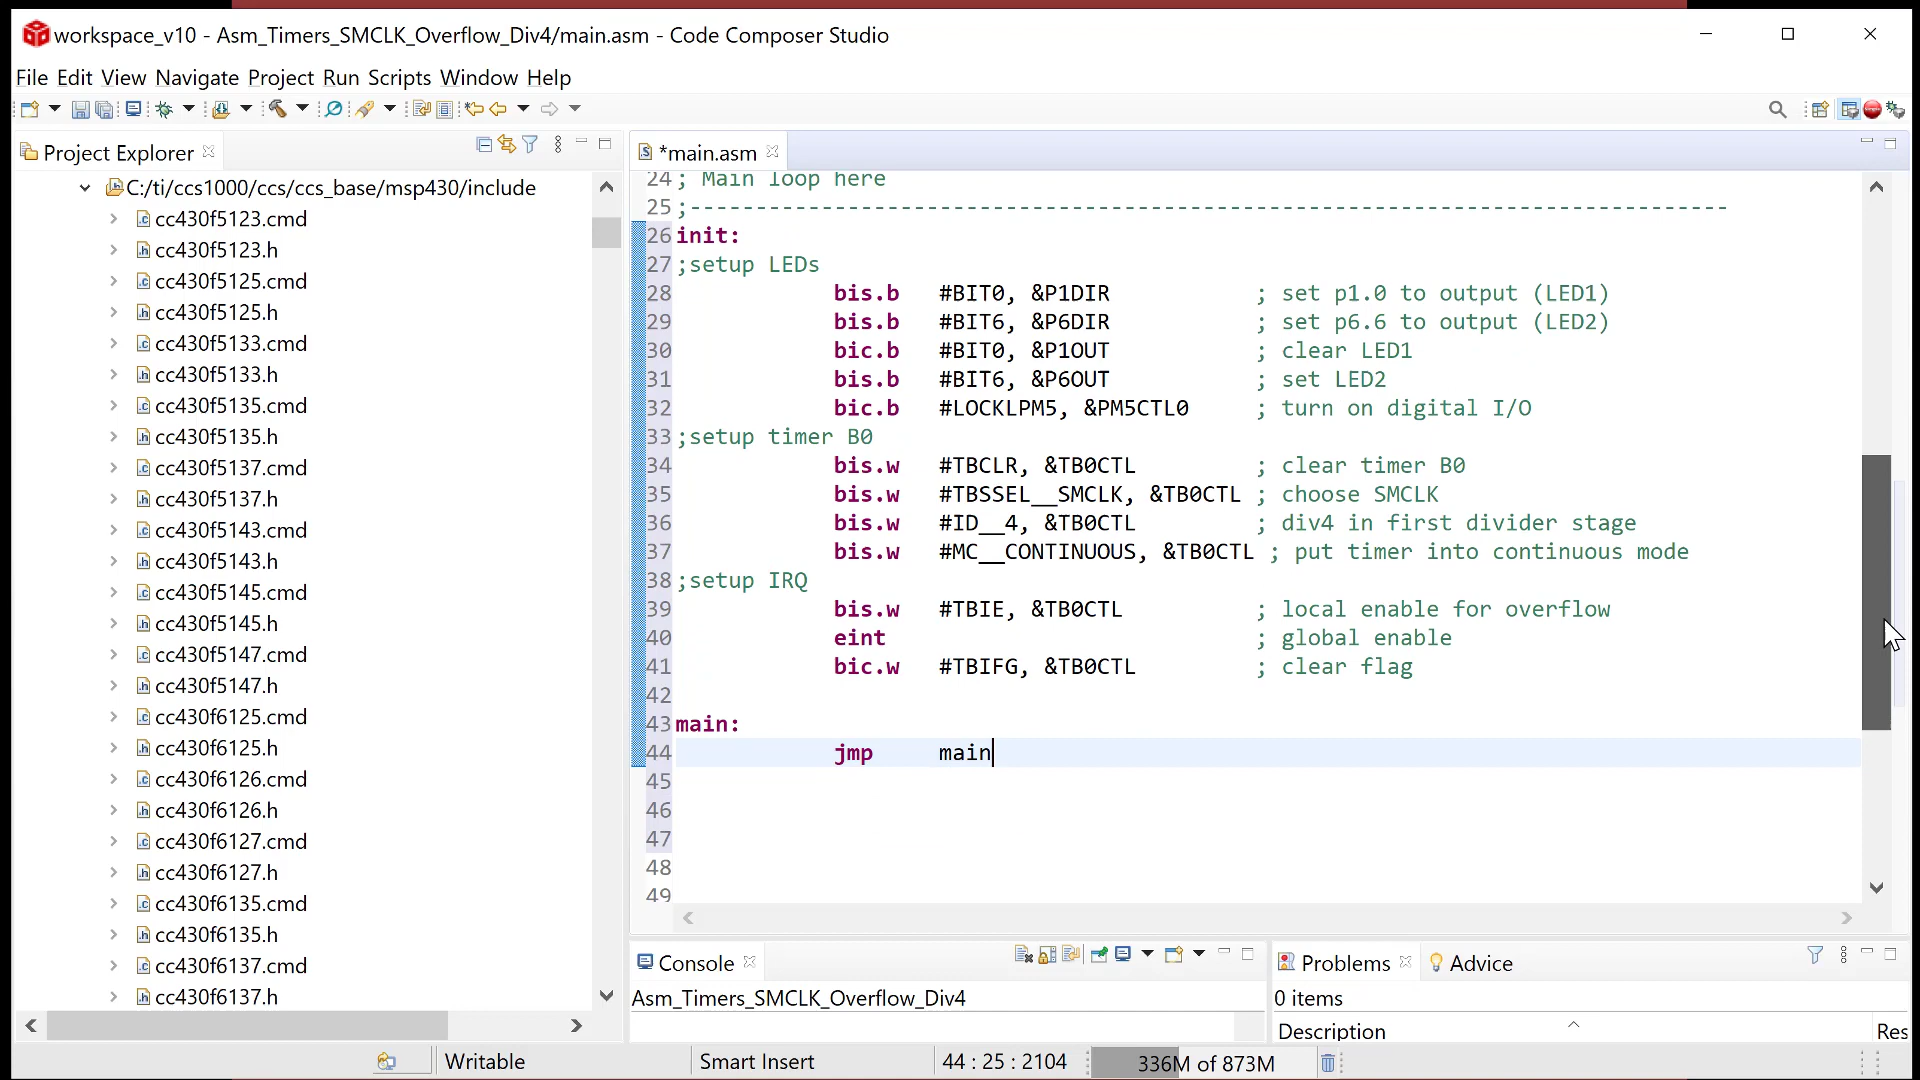 workspace_v10 - Asm_Timers_SMCLK_Overflow_Div4/main.asm - Code Composer Studio
File Edit View Navigate Project Run Scripts Window Help
Project Explorer
C:/ti/ccs1000/ccs/ccs_base/msp430/include
cc430f5123.cmd
cc430f5123.h
cc430f5125.cmd
cc430f5125.h
cc430f5133.cmd
cc430f5133.h
cc430f5135.cmd
cc430f5135.h
cc430f5137.cmd
cc430f5137.h
cc430f5143.cmd
cc430f5143.h
cc430f5145.cmd
cc430f5145.h
cc430f5147.cmd
cc430f5147.h
cc430f6125.cmd
cc430f6125.h
cc430f6126.cmd
cc430f6126.h
cc430f6127.cmd
cc430f6127.h
cc430f6135.cmd
cc430f6135.h
cc430f6137.cmd
cc430f6137.h
*main.asm
24 ; Main loop here
25 ;-------------------------------------------------------------------------------
26 init:
27 ;setup LEDs
28 bis.b #BIT0, &P1DIR ; set p1.0 to output (LED1)
29 bis.b #BIT6, &P6DIR ; set p6.6 to output (LED2)
30 bic.b #BIT0, &P1OUT ; clear LED1
31 bis.b #BIT6, &P6OUT ; set LED2
32 bic.b #LOCKLPM5, &PM5CTL0 ; turn on digital I/O
33 ;setup timer B0
34 bis.w #TBCLR, &TB0CTL ; clear timer B0
35 bis.w #TBSSEL__SMCLK, &TB0CTL ; choose SMCLK
36 bis.w #ID__4, &TB0CTL ; div4 in first divider stage
37 bis.w #MC__CONTINUOUS, &TB0CTL ; put timer into continuous mode
38 ;setup IRQ
39 bis.w #TBIE, &TB0CTL ; local enable for overflow
40 eint ; global enable
41 bic.w #TBIFG, &TB0CTL ; clear flag
42
43 main:
44 jmp main
45
46
47
48
49
Console
Asm_Timers_SMCLK_Overflow_Div4
Problems Advice
0 items
Description Res
Writable Smart Insert 44 : 25 : 2104 336M of 873M